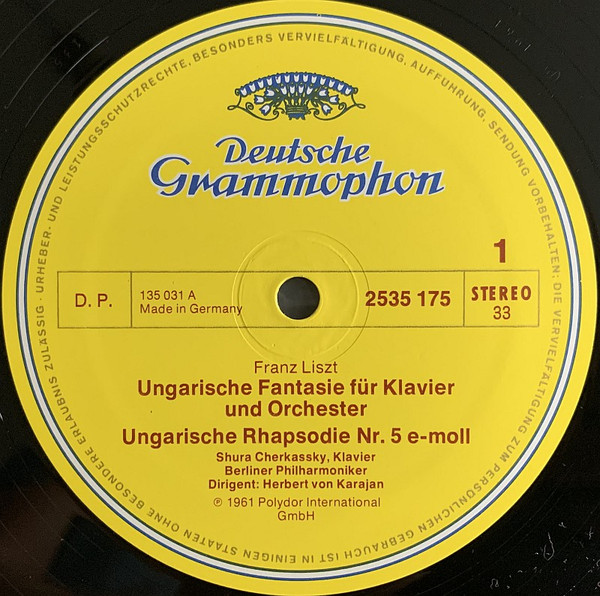 URHEBER- UND LEISTUNGSSCHUTZRECHTE, BESONDERS VERVIELFÄLTIGUNG, AUFFÜHRUNG, SENDUNG VORBEHALTEN; DIE VERVIELFÄLTIGUNG ZUM PERSÖNLICHEN GEBRAUCH IST IN EINIGEN STAATEN OHNE BESONDERE ERLAUBNIS ZULÄSSIG ·
Deutsche
Grammophon
1
D. P.
135 031 A
Made in Germany
2535 175
STEREO
33
Franz Liszt
Ungarische Fantasie für Klavier
und Orchester
Ungarische Rhapsodie Nr. 5 e-moll
Shura Cherkassky, Klavier
Berliner Philharmoniker
Dirigent: Herbert von Karajan
℗ 1961 Polydor International
GmbH